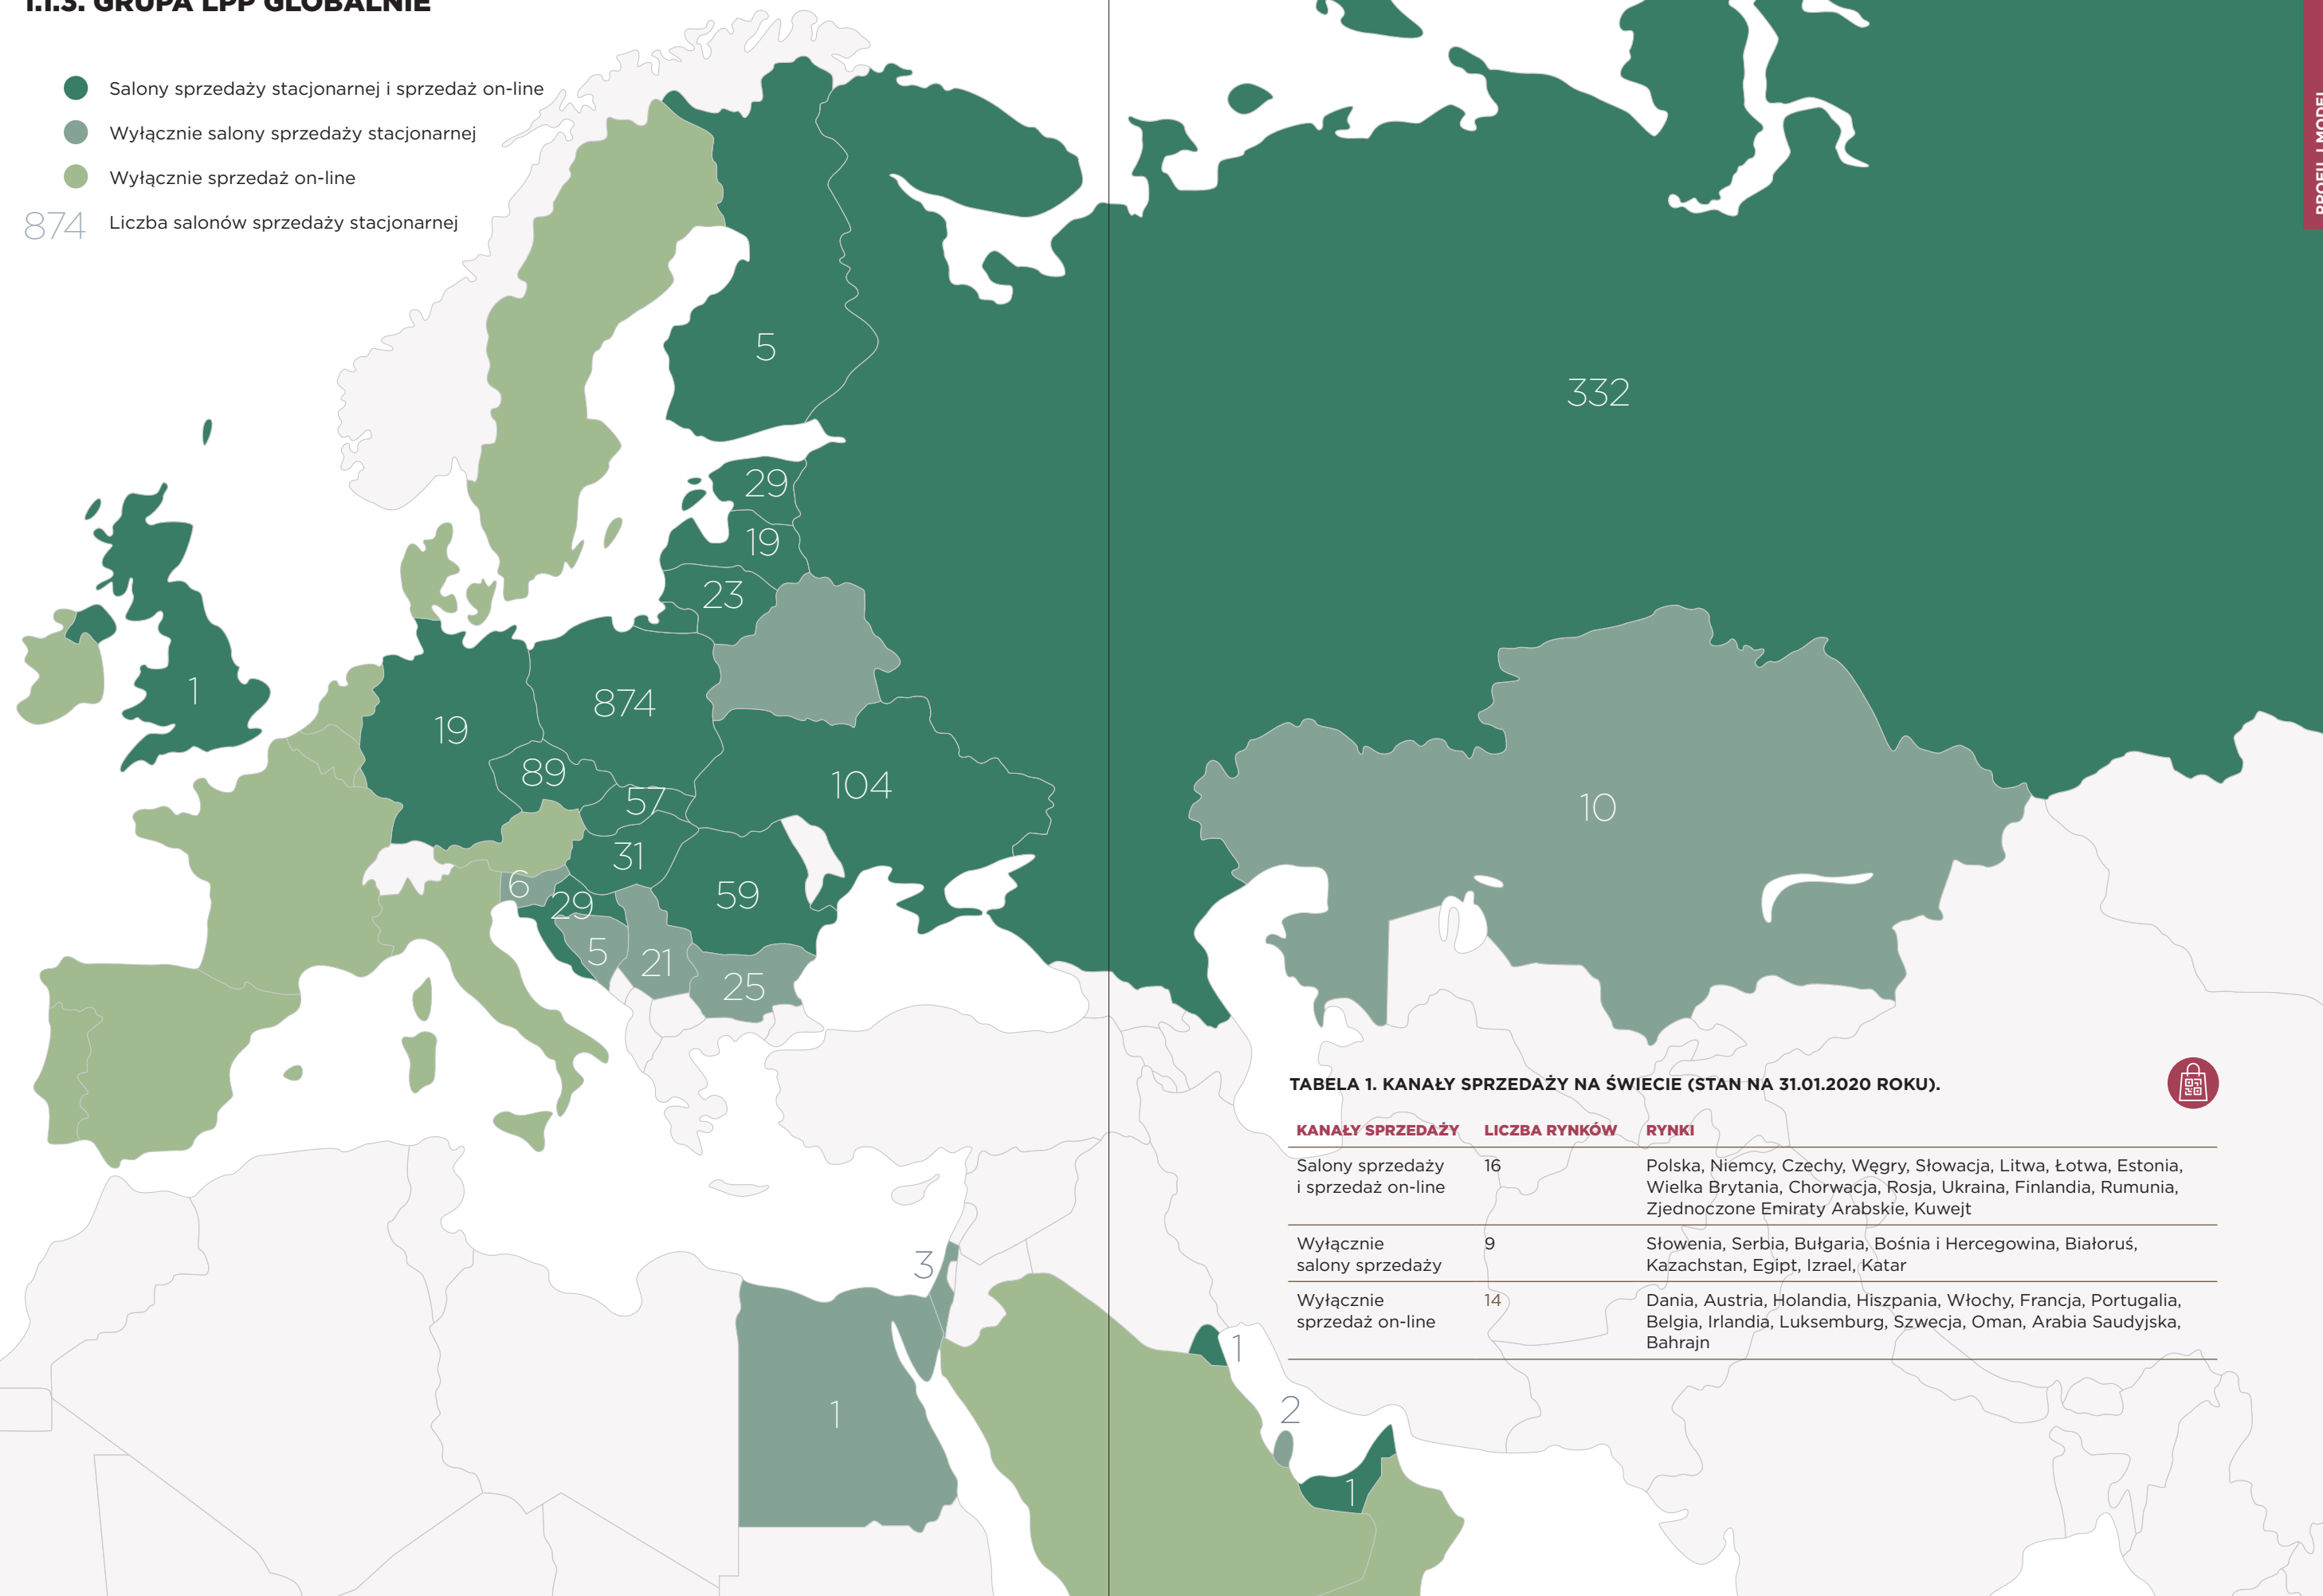 1.1.3. GRUPA LPP GLOBALNIE
Salony sprzedaży stacjonarnej i sprzedaż on-line
Wyłącznie salony sprzedaży stacjonarnej
Wyłącznie sprzedaż on-line
874 Liczba salonów sprzedaży stacjonarnej
PROFIL I MODEL
5
332
29
19
23
1
874
19
89
104
57
10
31
6
59
29
5
21
25
TABELA 1. KANAŁY SPRZEDAŻY NA ŚWIECIE (STAN NA 31.01.2020 ROKU).
KANAŁY SPRZEDAŻY LICZBA RYNKÓW RYNKI
Salony sprzedaży 16 Polska, Niemcy, Czechy, Węgry, Słowacja, Litwa, Łotwa, Estonia,
i sprzedaż on-line Wielka Brytania, Chorwacja, Rosja, Ukraina, Finlandia, Rumunia,
Zjednoczone Emiraty Arabskie, Kuwejt
Wyłącznie 9 Słowenia, Serbia, Bułgaria, Bośnia i Hercegowina, Białoruś,
salony sprzedaży Kazachstan, Egipt, Izrael, Katar
Wyłącznie 14 Dania, Austria, Holandia, Hiszpania, Włochy, Francja, Portugalia,
sprzedaż on-line Belgia, Irlandia, Luksemburg, Szwecja, Oman, Arabia Saudyjska,
Bahrajn
3
1
2
1
1